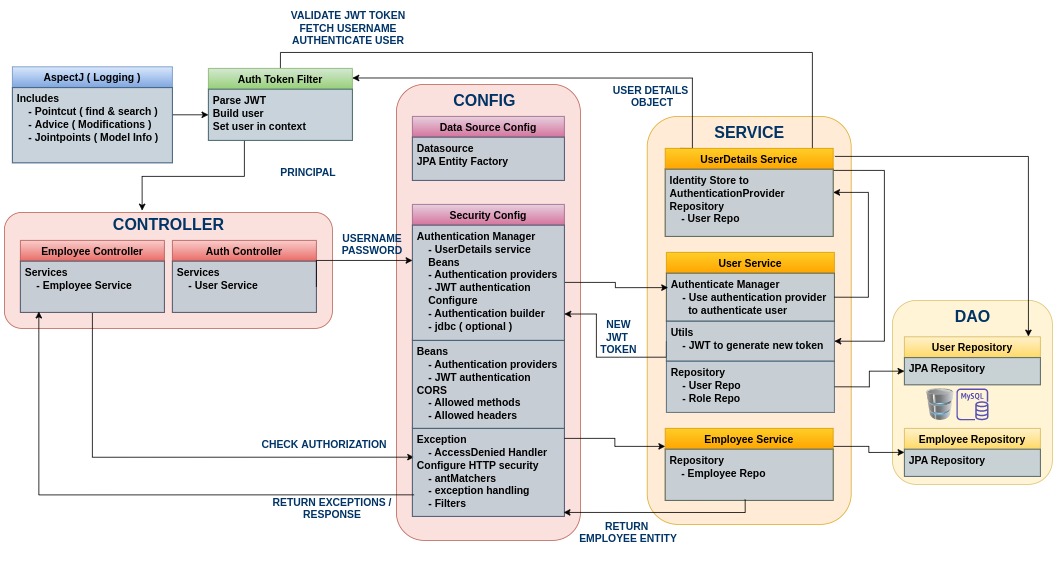 VALIDATE JWT TOKEN
FETCH USERNAME
AUTHENTICATE USER
AspectJ ( Logging )
Includes
- Pointcut ( find & search )
- Advice ( Modifications )
- Jointpoints ( Model Info )
Auth Token Filter
Parse JWT
Build user
Set user in context
PRINCIPAL
CONTROLLER
Employee Controller
Services
- Employee Service
Auth Controller
Services
- User Service
USERNAME
PASSWORD
CHECK AUTHORIZATION
RETURN EXCEPTIONS /
RESPONSE
CONFIG
Data Source Config
Datasource
JPA Entity Factory
Security Config
Authentication Manager
- UserDetails service
Beans
- Authentication providers
- JWT authentication
Configure
- Authentication builder
- jdbc ( optional )
Beans
- Authentication providers
- JWT authentication
CORS
- Allowed methods
- Allowed headers
Exception
- AccessDenied Handler
Configure HTTP security
- antMatchers
- exception handling
- Filters
USER DETAILS
OBJECT
NEW
JWT
TOKEN
RETURN
EMPLOYEE ENTITY
SERVICE
UserDetails Service
Identity Store to
AuthenticationProvider
Repository
- User Repo
User Service
Authenticate Manager
- Use authentication provider
to authenticate user
Utils
- JWT to generate new token
Repository
- User Repo
- Role Repo
Employee Service
Repository
- Employee Repo
DAO
User Repository
JPA Repository
MySQL
Employee Repository
JPA Repository